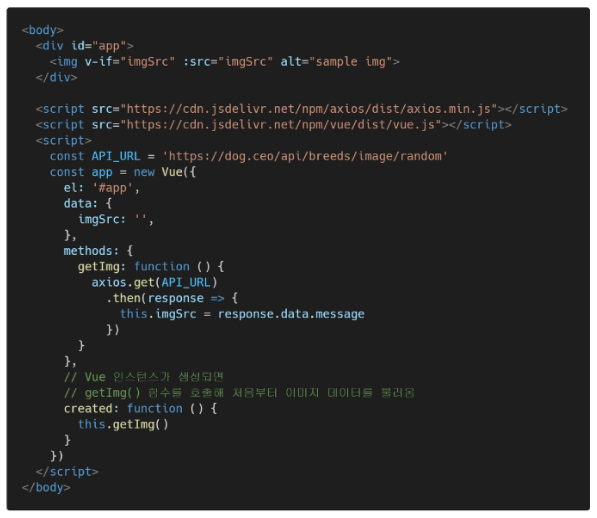 <body>
  <div id="app">
    <img v-if="imgSrc" :src="imgSrc" alt="sample img">
  </div>

  <script src="https://cdn.jsdelivr.net/npm/axios/dist/axios.min.js"></script>
  <script src="https://cdn.jsdelivr.net/npm/vue/dist/vue.js"></script>
  <script>
    const API_URL = 'https://dog.ceo/api/breeds/image/random'
    const app = new Vue({
      el: '#app',
      data: {
        imgSrc: '',
      },
      methods: {
        getImg: function () {
          axios.get(API_URL)
            .then(response => {
              this.imgSrc = response.data.message
            })
        }
      },
      // Vue 인스턴스가 생성되면
      // getImg() 함수를 호출해 처음부터 이미지 데이터를 불러옴
      created: function () {
        this.getImg()
      }
    })
  </script>
</body>